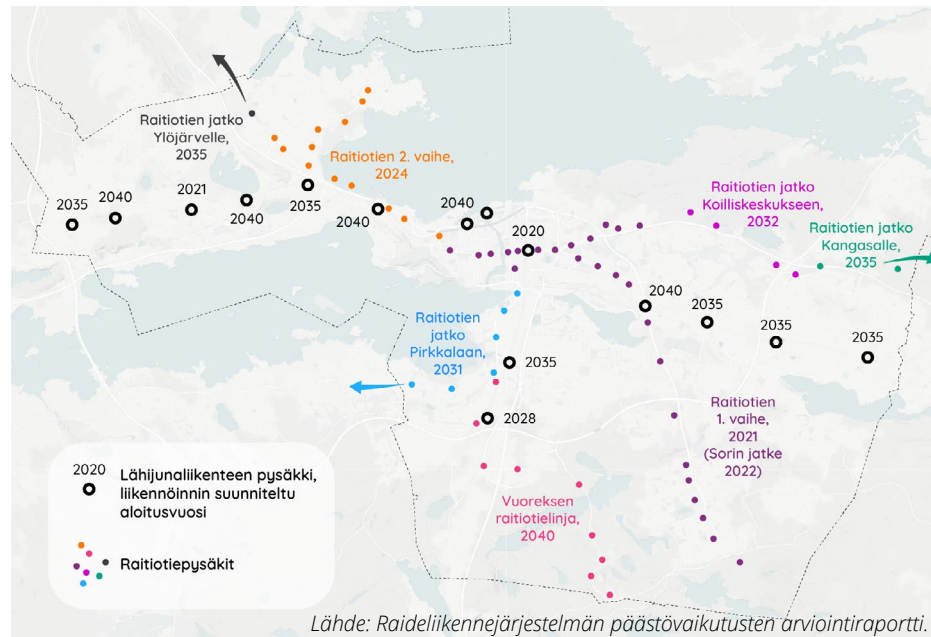 Raitiotien jatko
Ylöjärvelle,
2035
Raitiotien 2. vaihe,
2024
2035
2040
2021
2040
2035
2040
2040
2020
Raitiotien jatko
Koilliskeskukseen,
2032
Raitiotien jatko
Kangasalle,
2035
2040
2035
2035
2035
Raitiotien
jatko
Pirkkalaan,
2031
2035
2028
Raitiotien
1. vaihe,
2021
(Sorin jatke
2022)
Vuoreksen
raitiotielinja,
2040
2020
Lähijunaliikenteen pysäkki,
liikennöinnin suunniteltu
aloitusvuosi
Raitiotiepysäkit
Lähde: Raideliikennejärjestelmän päästövaikutusten arviointiraportti.